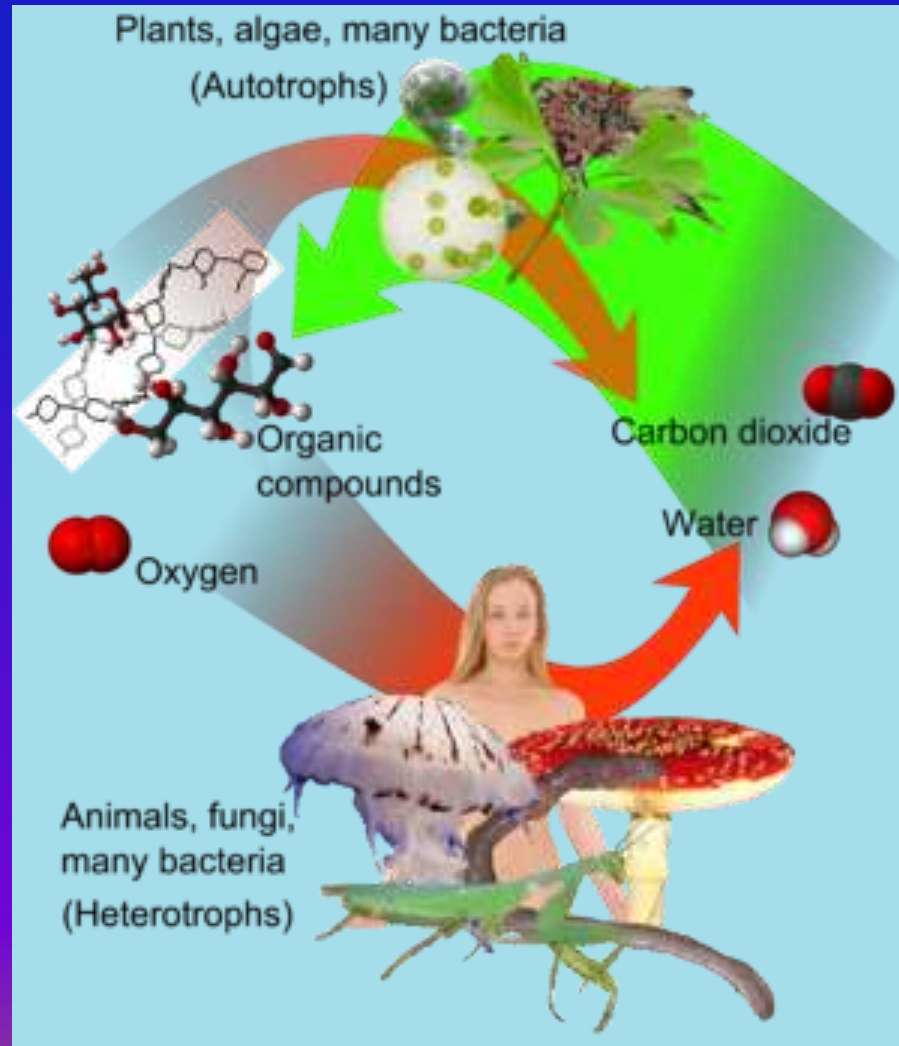 Plants, algae, many bacteria
(Autotrophs)
Organic
compounds
Carbon dioxide
Water
Oxygen
Animals, fungi,
many bacteria
(Heterotrophs)